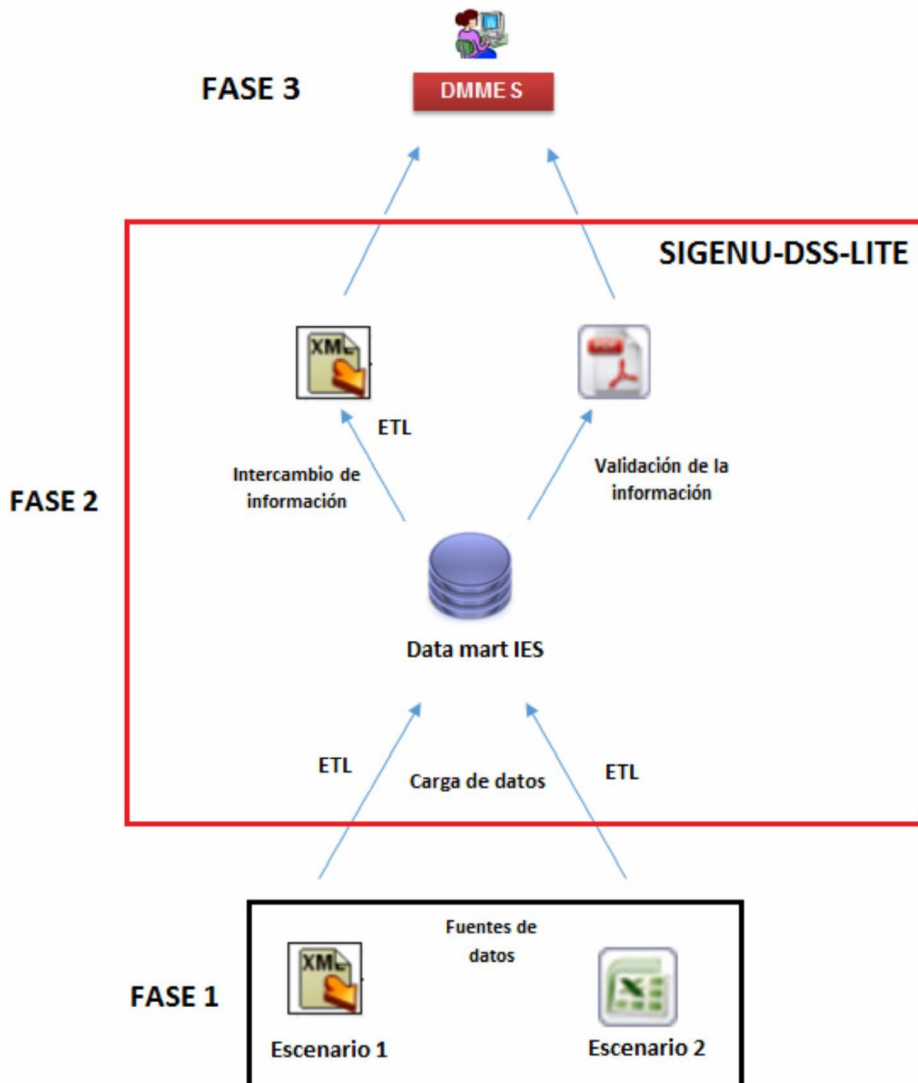 FASE 3
DMMES
SIGENU-DSS-LITE
XML
PDF
ETL
Intercambio de
información
Validación de la
información
FASE 2
Data mart IES
ETL
Carga de datos
ETL
Fuentes de
datos
XML
X
FASE 1
Escenario 1
Escenario 2